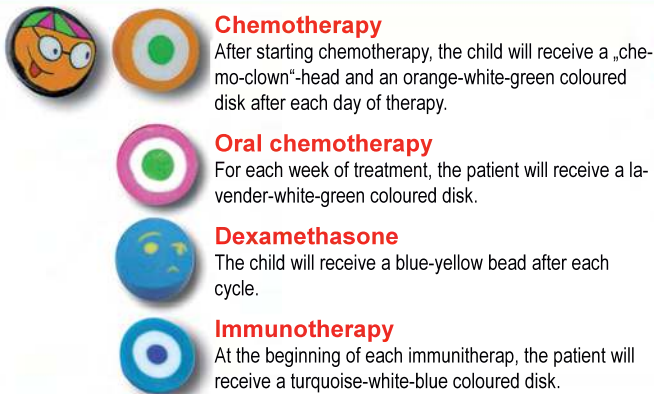 Chemotherapy
After starting chemotherapy, the child will receive a „che-
mo-clown“-head and an orange-white-green coloured
disk after each day of therapy.
Oral chemotherapy
For each week of treatment, the patient will receive a la-
vender-white-green coloured disk.
Dexamethasone
The child will receive a blue-yellow bead after each
cycle.
Immunotherapy
At the beginning of each immunitherap, the patient will
receive a turquoise-white-blue coloured disk.